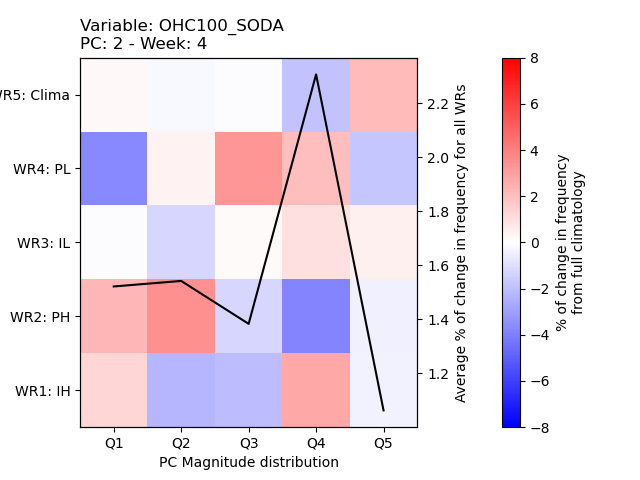 Variable: OHC100_SODA
PC: 2 - Week: 4
WR5: Clima
WR4: PL
WR3: IL
WR2: PH
WR1: IH
Q1 Q2 Q3 Q4 Q5
PC Magnitude distribution
2.2
2.0
1.8
1.6
1.4
1.2
Average % of change in frequency for all WRs
8
6
4
2
0
−2
−4
−6
−8
% of change in frequency
from full climatology